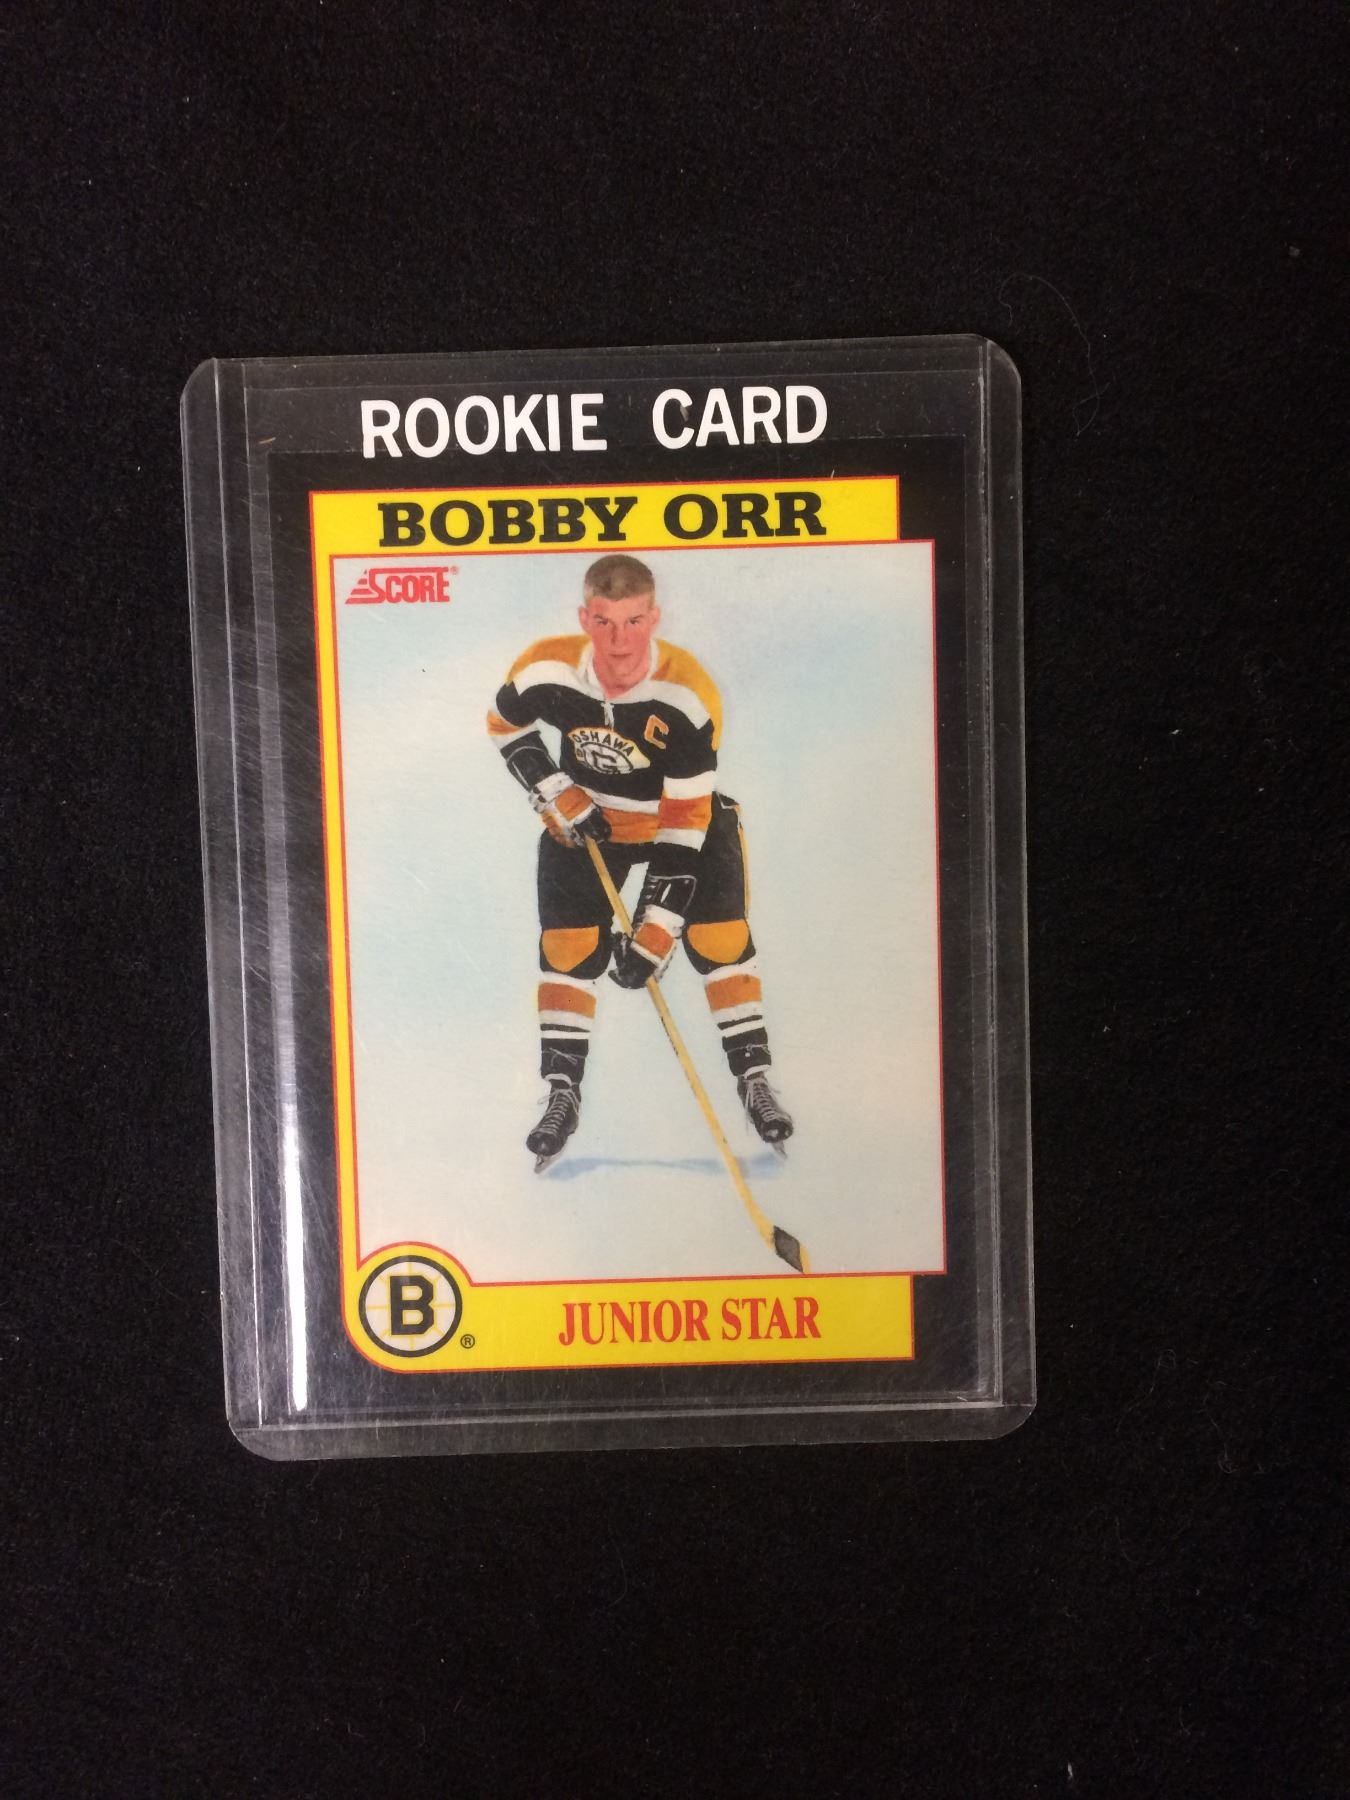 ROOKIE CARD
BOBBY ORR
SCORE®
C
OSHAWA
G
B®
JUNIOR STAR